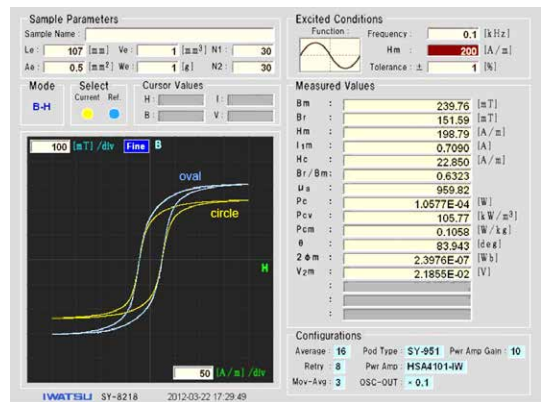 Sample Parameters
Sample Name :
Le : 107 [mm] Ve : 1 [mm³] N1 : 30
Ae : 0.5 [mm²] We : 1 [g] N2 : 30
Mode
B-H
Select
Current Ref.
Cursor Values
H : I :
B : V :
100 [mT] /div Fine B
oval
circle
H
50 [A/m] /div
IWATSU SY-8218 2012-03-22 17:29:49
Excited Conditions
Function :
Frequency : 0.1 [kHz]
Hm : 200 [A/m]
Tolerance : ± 1 [%]
Measured Values
Bm : 239.76 [mT]
Br : 151.59 [mT]
Hm : 198.79 [A/m]
I1m : 0.7090 [A]
Hc : 22.850 [A/m]
Br/Bm : 0.6323
μa : 959.82
Pc : 1.0577E-04 [W]
Pcv : 105.77 [kW/m³]
Pcm : 0.1058 [W/kg]
θ : 83.943 [deg]
2Φm : 2.3976E-07 [Wb]
V2m : 2.1855E-02 [V]
:
:
:
Configurations
Average : 16 Pod Type : SY-951 Pwr Amp Gain : 10
Retry : 8 Pwr Amp : HSA4101-IW
Mov-Avg : 3 OSC-OUT : × 0.1